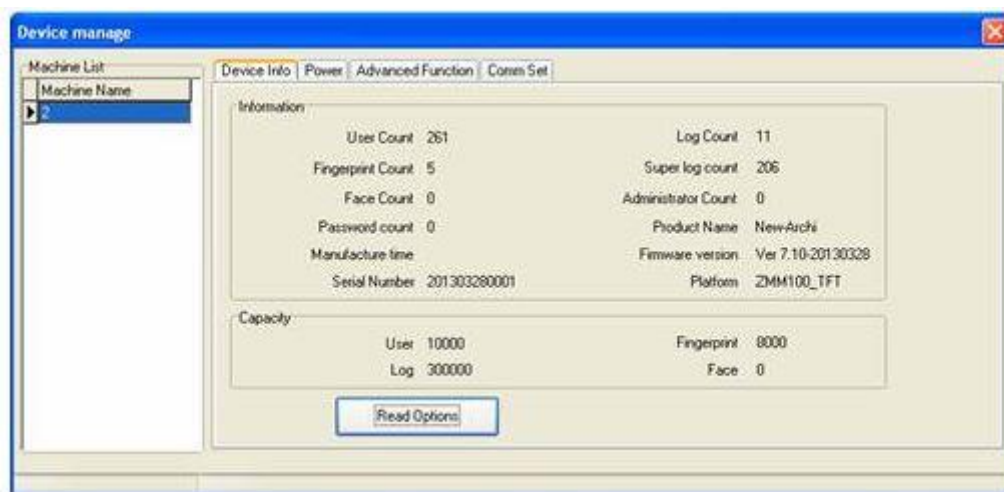 Device manage
Machine List
Machine Name
2
Device Info Power Advanced Function Comm Set
Information
User Count 261 Log Count 11
Fingerprint Count 5 Super log count 206
Face Count 0 Administrator Count 0
Password count 0 Product Name New-Archi
Manufacture time Firmware version Ver 7.10-20130328
Serial Number 201303280001 Platform ZMM100_TFT
Capacity
User 10000 Fingerprint 8000
Log 300000 Face 0
Read Options